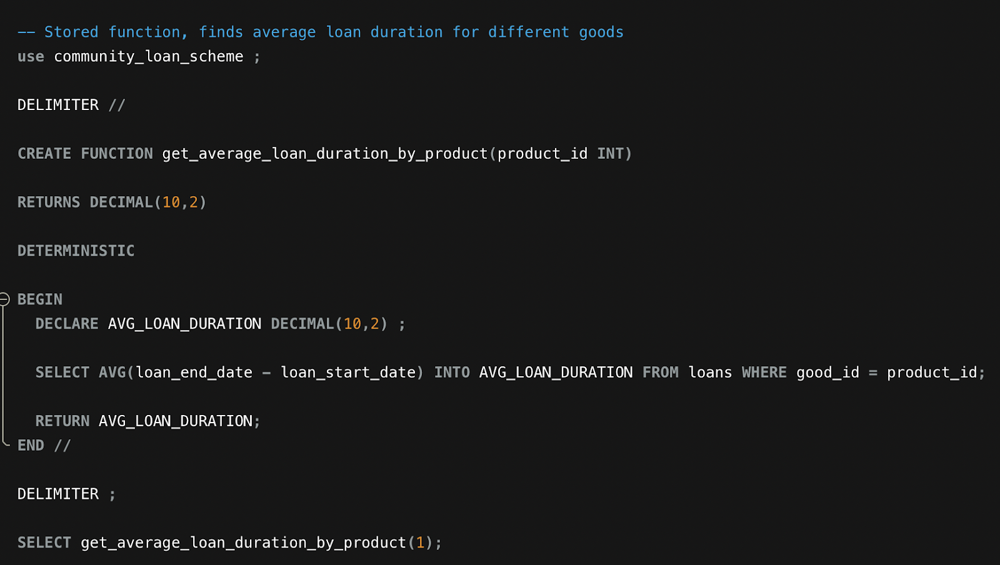 -- Stored function, finds average loan duration for different goods
use community_loan_scheme ;
DELIMITER //
CREATE FUNCTION get_average_loan_duration_by_product(product_id INT)
RETURNS DECIMAL(10,2)
DETERMINISTIC
BEGIN
DECLARE AVG_LOAN_DURATION DECIMAL(10,2) ;
SELECT AVG(loan_end_date - loan_start_date) INTO AVG_LOAN_DURATION FROM loans WHERE good_id = product_id;
RETURN AVG_LOAN_DURATION;
END //
DELIMITER ;
SELECT get_average_loan_duration_by_product(1);